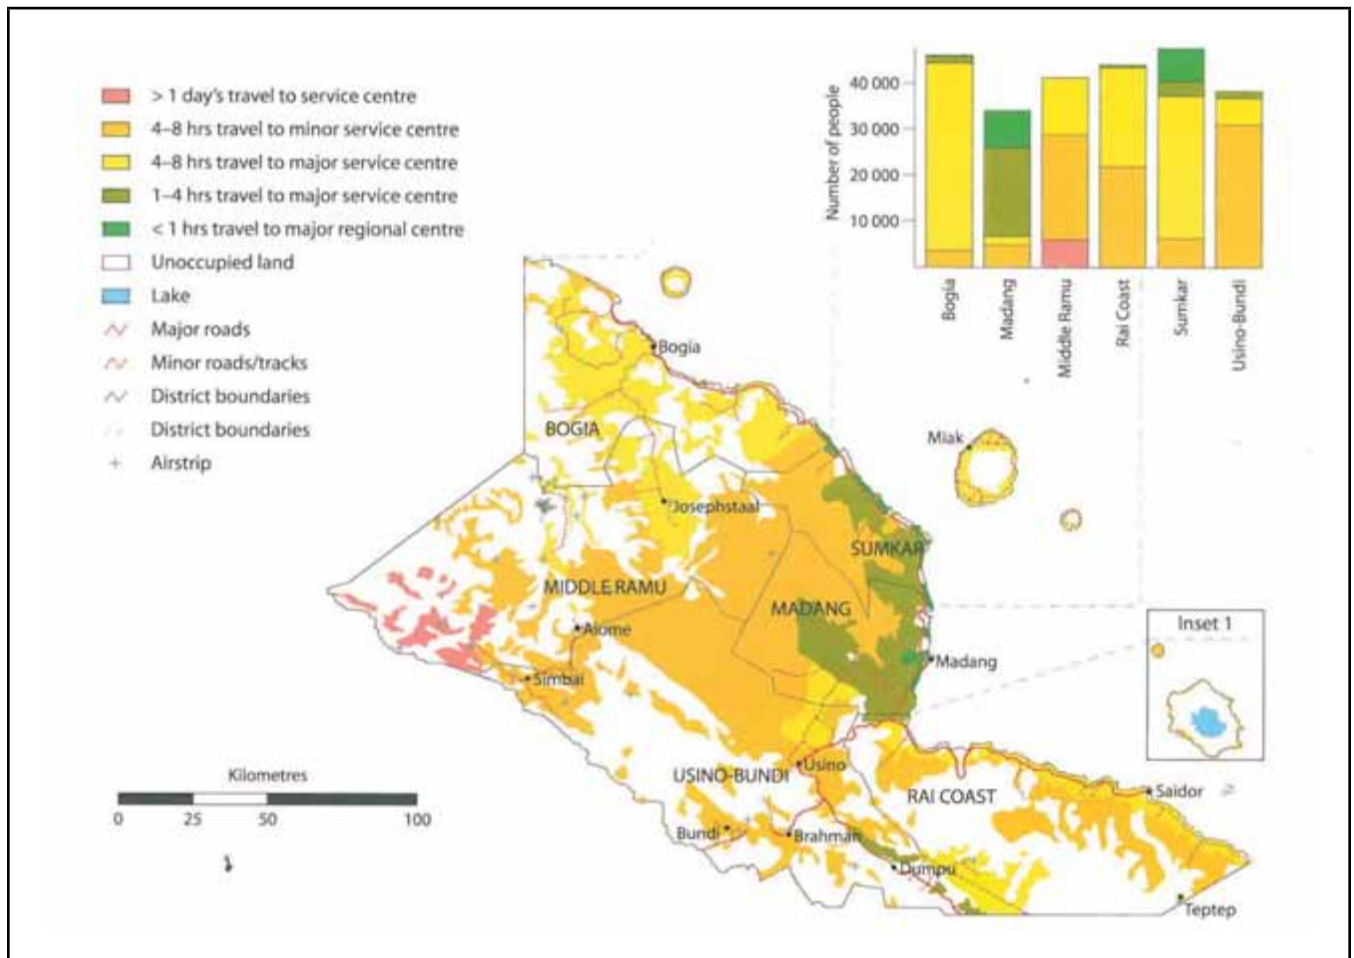 > 1 day's travel to service centre
4–8 hrs travel to minor service centre
4–8 hrs travel to major service centre
1–4 hrs travel to major service centre
< 1 hrs travel to major regional centre
Unoccupied land
Lake
Major roads
Minor roads/tracks
District boundaries
District boundaries
Airstrip
Number of people
40 000
30 000
20 000
10 000
Bogia
Madang
Middle Ramu
Rai Coast
Sumkar
Usino-Bundi
Bogia
BOGIA
Miak
Josephstaal
SUMKAR
MIDDLE RAMU
MADANG
Aiome
Madang
Simbai
Inset 1
USINO-BUNDI
Usino
RAI COAST
Saidor
Bundi
Brahman
Dumpu
Teptep
Kilometres
0 25 50 100